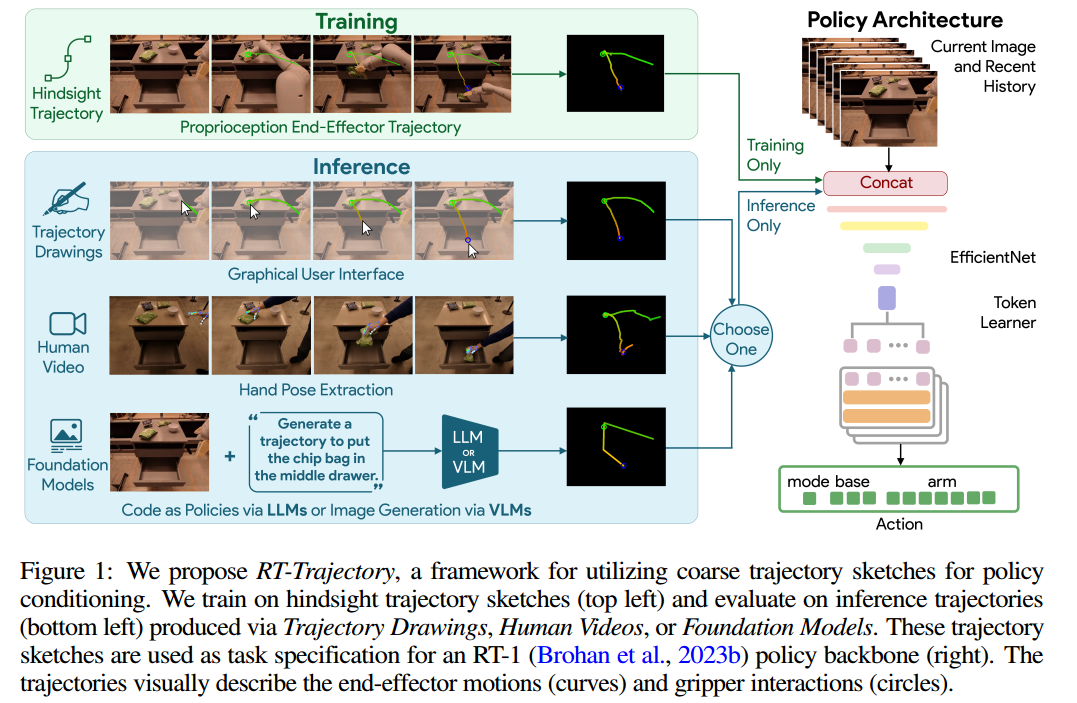 Training
Hindsight
Trajectory
Proprioception End-Effector Trajectory
Inference
Trajectory
Drawings
Graphical User Interface
Human
Video
Hand Pose Extraction
Foundation
Models
+
“ Generate a
trajectory to put
the chip bag in
the middle drawer. ”
LLM
OR
VLM
Code as Policies via LLMs or Image Generation via VLMs
Choose
One
Training
Only
Inference
Only
Policy Architecture
Current Image
and Recent
History
Concat
EfficientNet
Token
Learner
mode base arm
Action
Figure 1: We propose RT-Trajectory, a framework for utilizing coarse trajectory sketches for policy
conditioning. We train on hindsight trajectory sketches (top left) and evaluate on inference trajectories
(bottom left) produced via Trajectory Drawings, Human Videos, or Foundation Models. These trajectory
sketches are used as task specification for an RT-1 (Brohan et al., 2023b) policy backbone (right). The
trajectories visually describe the end-effector motions (curves) and gripper interactions (circles).